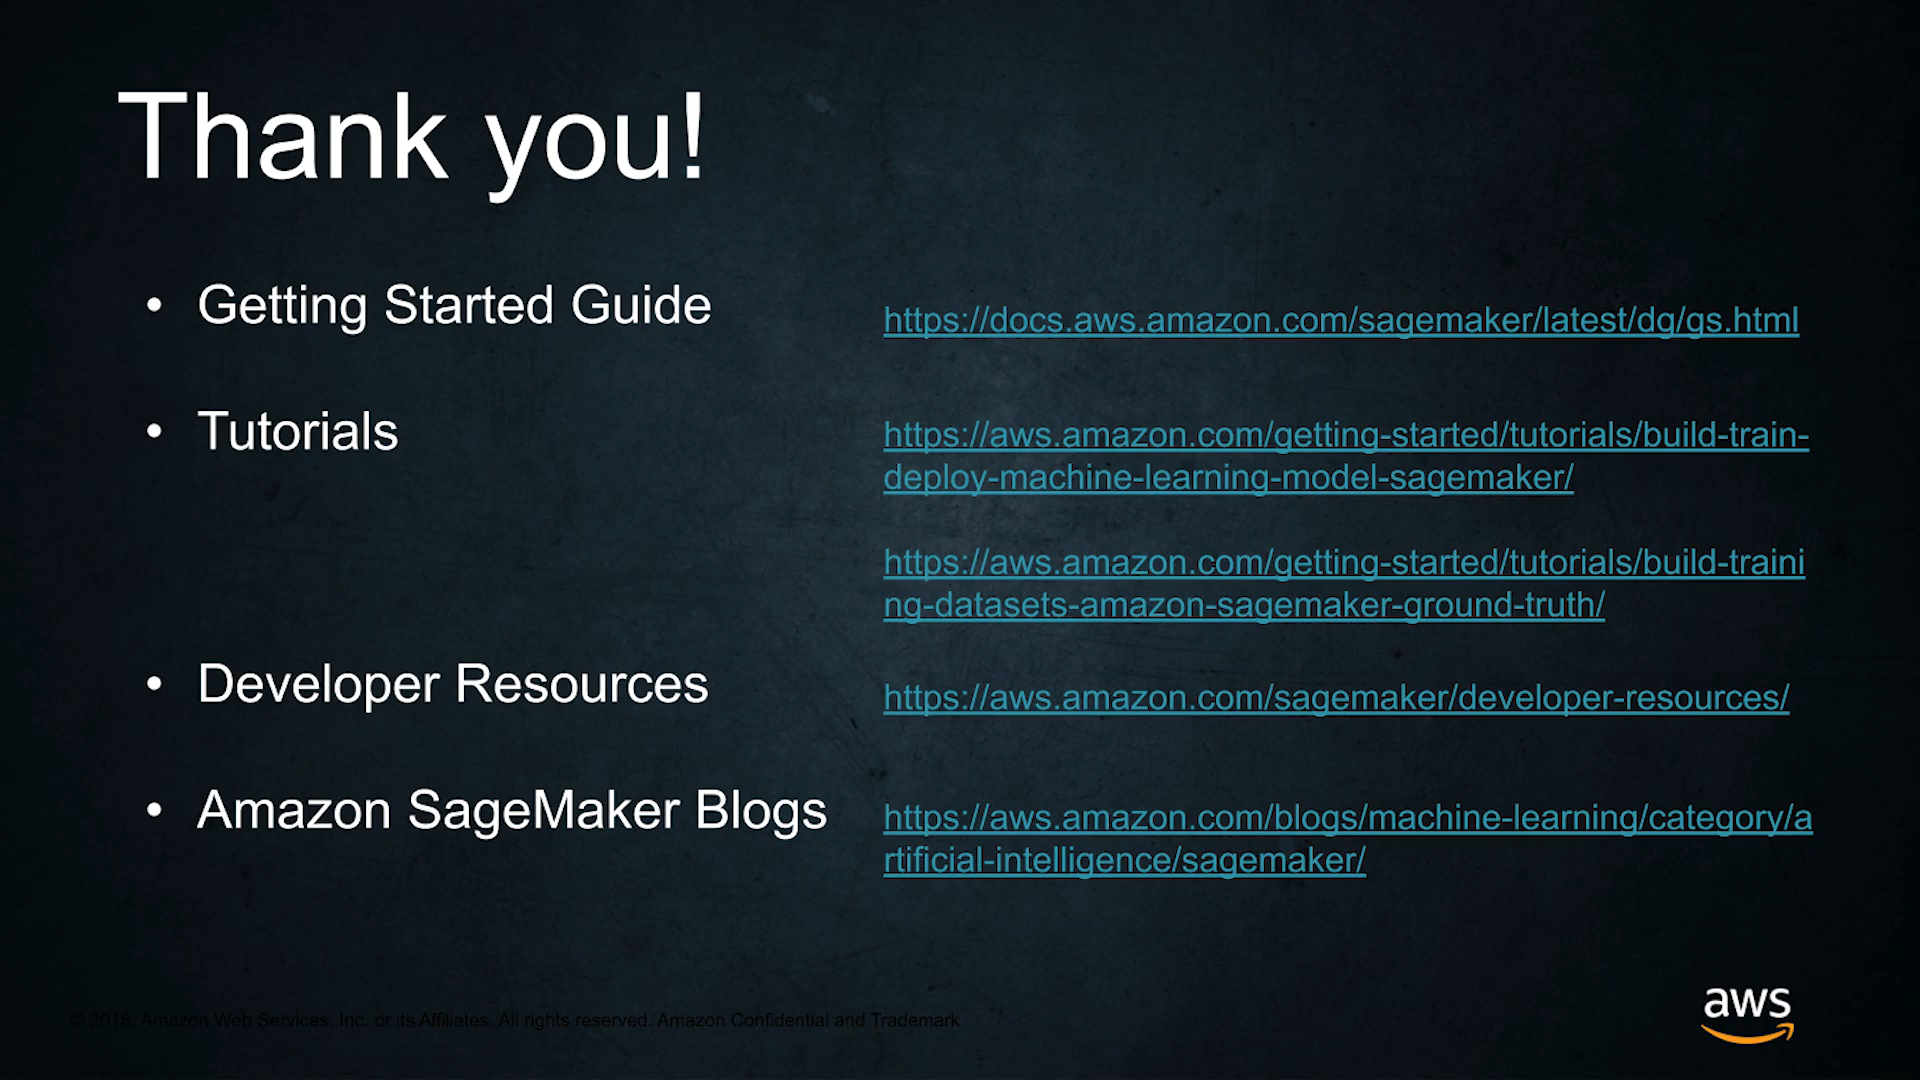 Thank you!
• Getting Started Guide
https://docs.aws.amazon.com/sagemaker/latest/dg/gs.html
• Tutorials
https://aws.amazon.com/getting-started/tutorials/build-train-
deploy-machine-learning-model-sagemaker/
https://aws.amazon.com/getting-started/tutorials/build-traini
ng-datasets-amazon-sagemaker-ground-truth/
• Developer Resources
https://aws.amazon.com/sagemaker/developer-resources/
• Amazon SageMaker Blogs
https://aws.amazon.com/blogs/machine-learning/category/a
rtificial-intelligence/sagemaker/
© 2018, Amazon Web Services, Inc. or its Affiliates. All rights reserved. Amazon Confidential and Trademark
aws